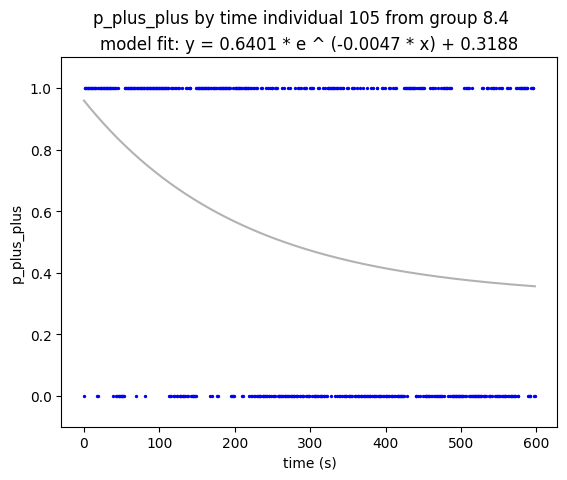 p_plus_plus by time individual 105 from group 8.4
model fit: y = 0.6401 * e ^ (-0.0047 * x) + 0.3188
1.0
0.8
0.6
0.4
0.2
0.0
p_plus_plus
0 100 200 300 400 500 600
time (s)